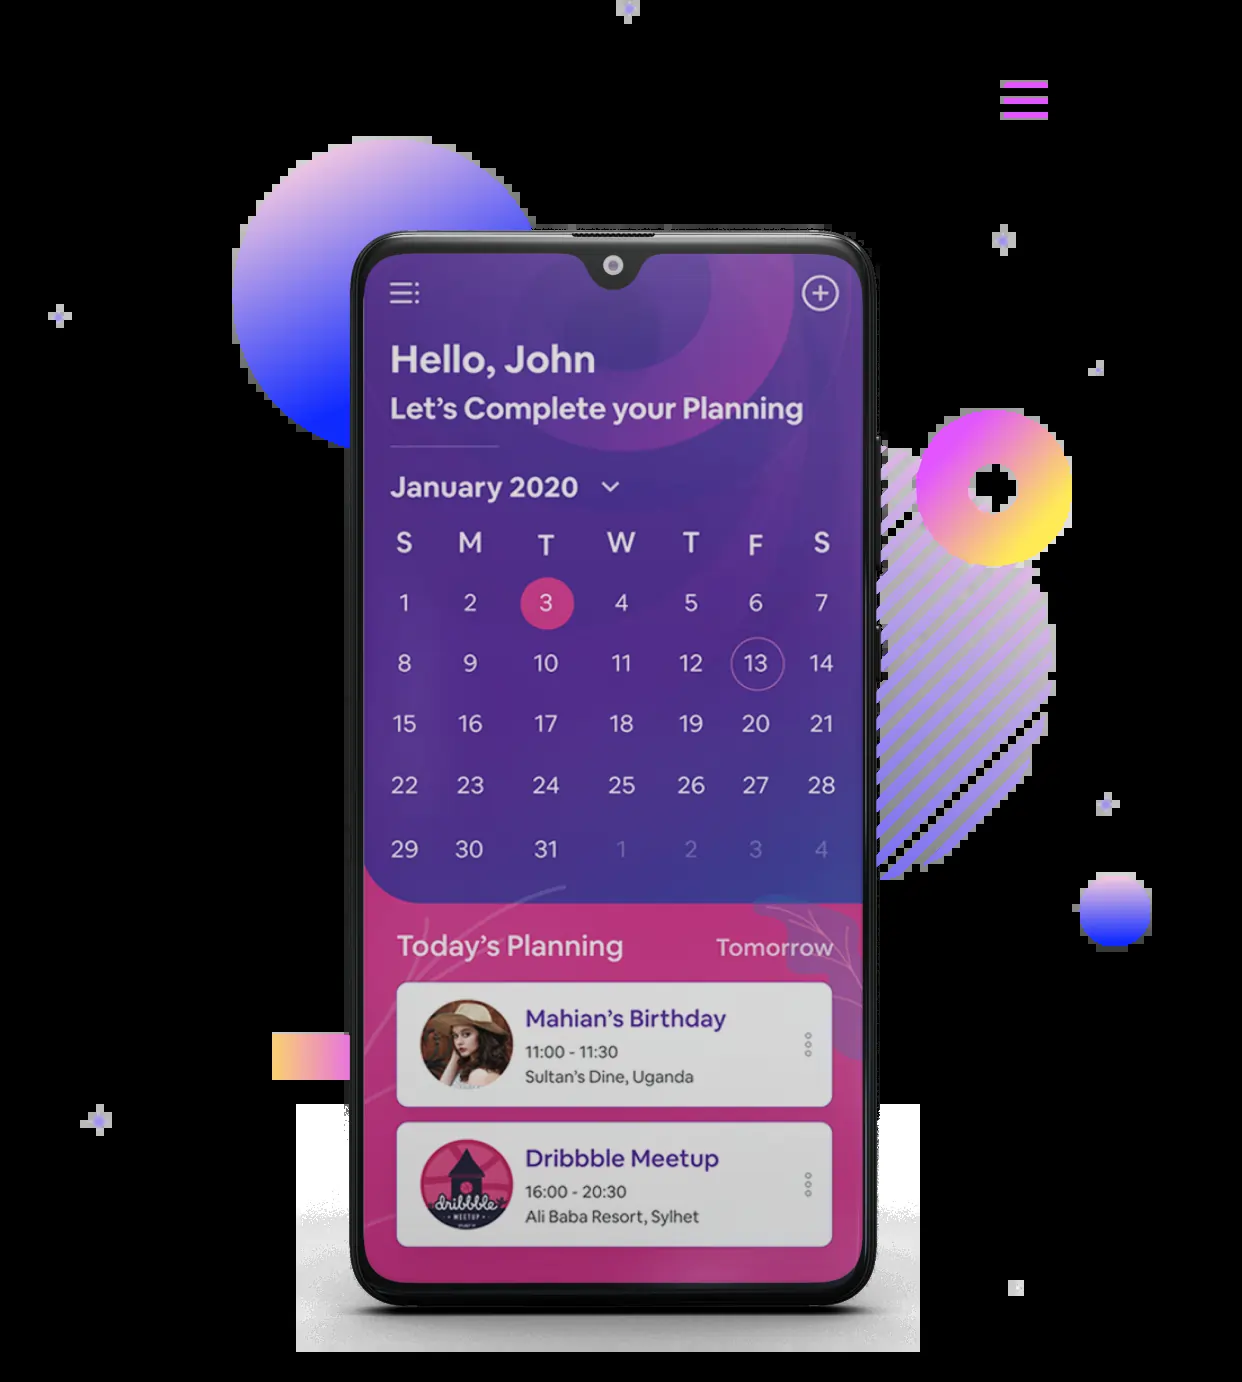 Hello, John
Let's Complete your Planning
January 2020
S M T W T F S
1 2 3 4 5 6 7
8 9 10 11 12 13 14
15 16 17 18 19 20 21
22 23 24 25 26 27 28
29 30 31 1 2 3 4
Today's Planning Tomorrow
Mahian's Birthday
11:00 - 11:30
Sultan's Dine, Uganda
Dribbble Meetup
16:00 - 20:30
Ali Baba Resort, Sylhet
dribbble
MEETUP